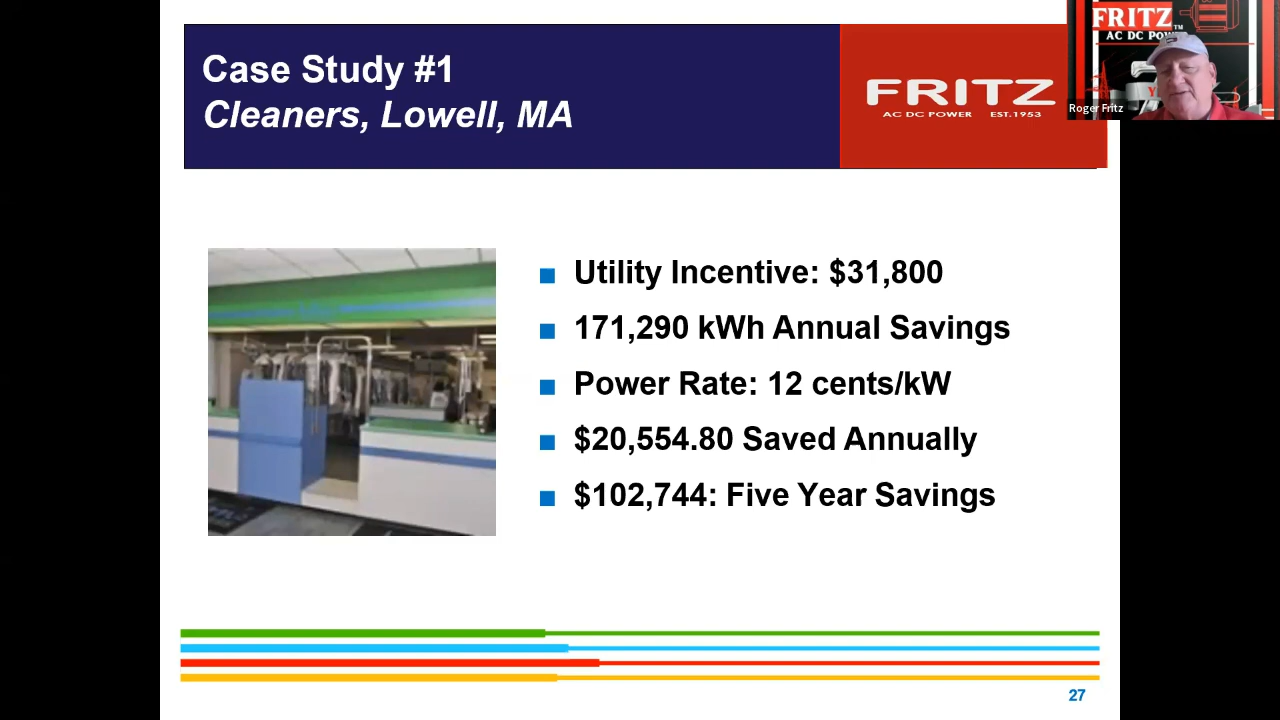 Case Study #1
Cleaners, Lowell, MA
FRITZ
AC DC POWER EST.1953
FRITZ™
AC DC POW
Roger Fritz
Utility Incentive: $31,800
171,290 kWh Annual Savings
Power Rate: 12 cents/kW
$20,554.80 Saved Annually
$102,744: Five Year Savings
27